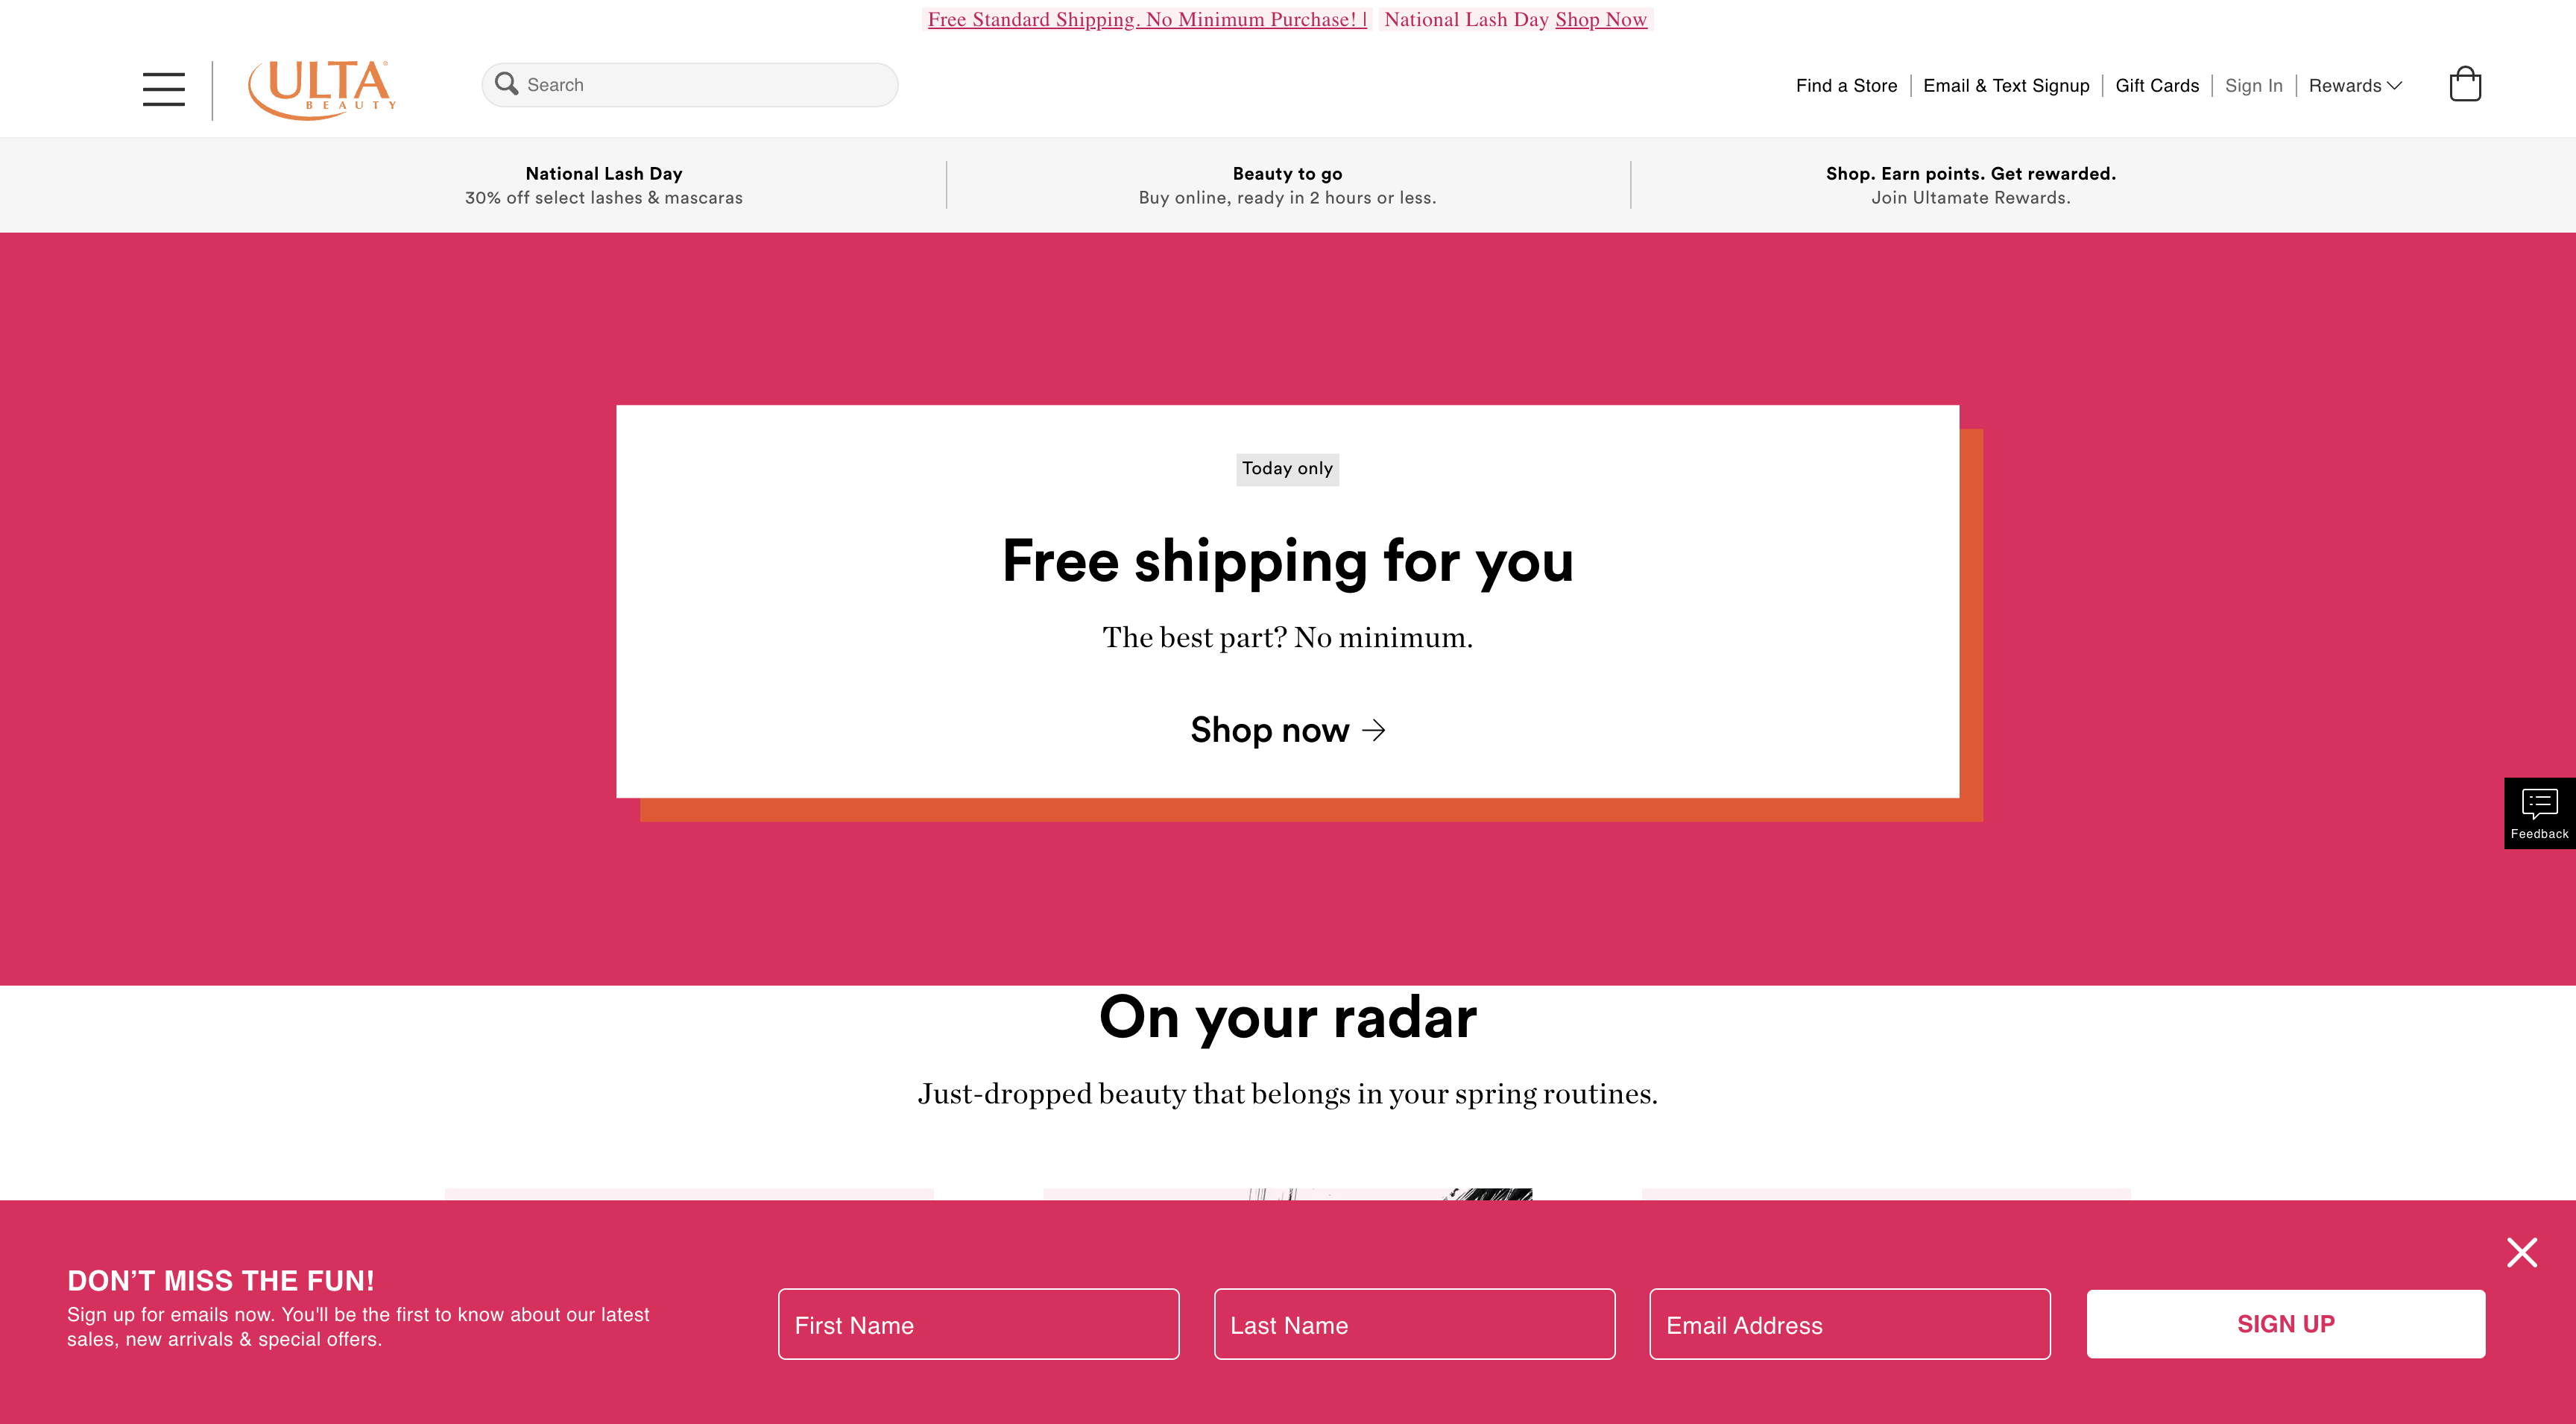 Free Standard Shipping. No Minimum Purchase! | National Lash Day Shop Now
ULTA
BEAUTY
Search
Find a Store | Email & Text Signup | Gift Cards | Sign In | Rewards
National Lash Day
30% off select lashes & mascaras
Beauty to go
Buy online, ready in 2 hours or less.
Shop. Earn points. Get rewarded.
Join Ultamate Rewards.
Today only
Free shipping for you
The best part? No minimum.
Shop now
Feedback
On your radar
Just-dropped beauty that belongs in your spring routines.
DON’T MISS THE FUN!
Sign up for emails now. You'll be the first to know about our latest
sales, new arrivals & special offers.
First Name
Last Name
Email Address
SIGN UP